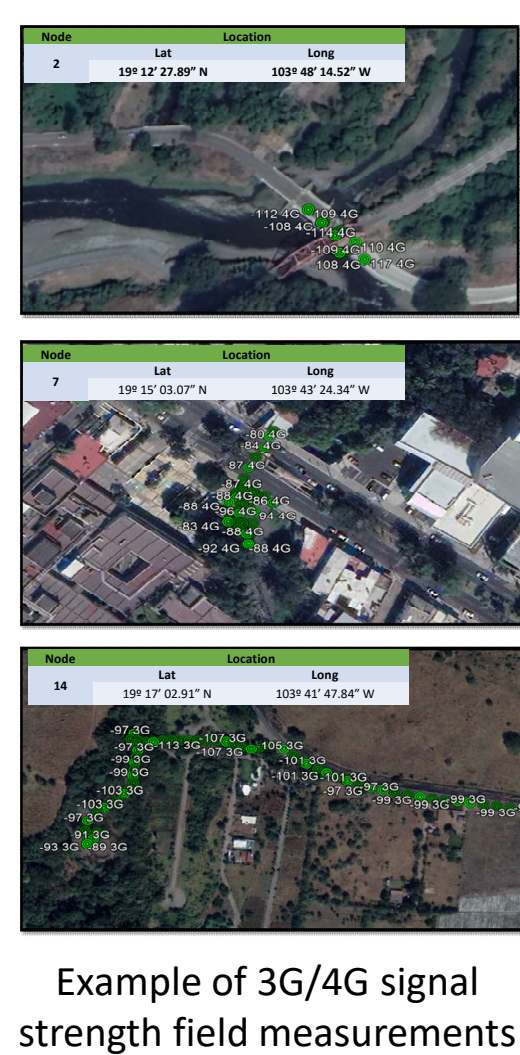 Node Location
2 Lat Long
19º 12’ 27.89” N 103º 48’ 14.52” W
-112 4G 109 4G
-108 4G
-114 4G
-109 4G 110 4G
108 4G -117 4G
Node Location
7 Lat Long
19º 15’ 03.07” N 103º 43’ 24.34” W
-80 4G
-84 4G
87 4G
87 4G
-88 4G -86 4G
-88 4G -96 4G 94 4G
-83 4G -88 4G
-92 4G -88 4G
Node Location
14 Lat Long
19º 17’ 02.91” N 103º 41’ 47.84” W
-97 3G
-97 3G -113 3G -107 3G
-107 3G -105 3G
-99 3G -101 3G
-99 3G -101 3G -101 3G
-103 3G -97 3G 97 3G
-103 3G -99 3G -99 3G 99 3G
-97 3G -99 3G
91 3G
-93 3G -89 3G
Example of 3G/4G signal
strength field measurements